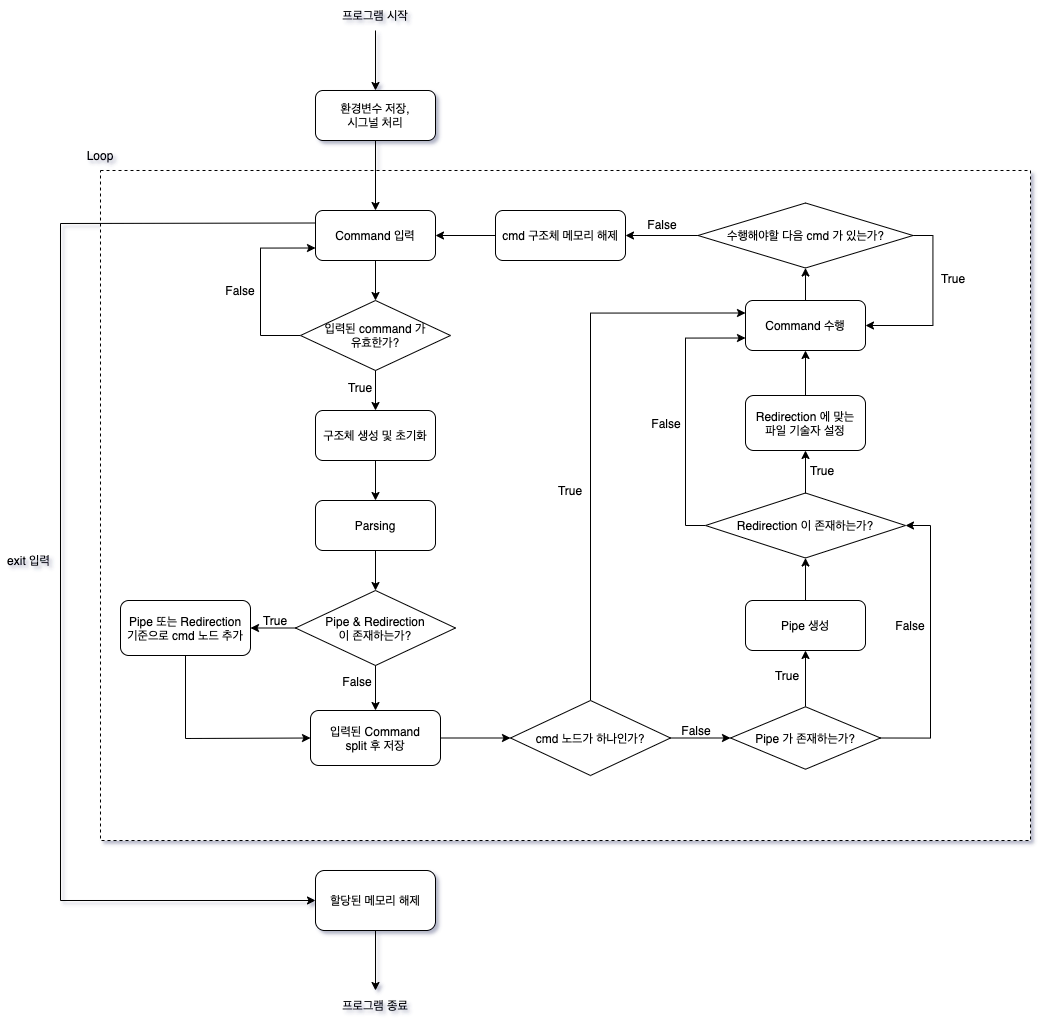 프로그램 시작
환경변수 저장,
시그널 처리
Loop
Command 입력
cmd 구조체 메모리 해제
False
수행해야할 다음 cmd 가 있는가?
True
False
입력된 command 가
유효한가?
True
Command 수행
구조체 생성 및 초기화
Redirection 에 맞는
파일 기술자 설정
False
True
True
Parsing
Redirection 이 존재하는가?
exit 입력
Pipe 또는 Redirection
기준으로 cmd 노드 추가
True
Pipe & Redirection
이 존재하는가?
Pipe 생성
False
False
True
입력된 Command
split 후 저장
cmd 노드가 하나인가?
False
Pipe 가 존재하는가?
할당된 메모리 해제
프로그램 종료